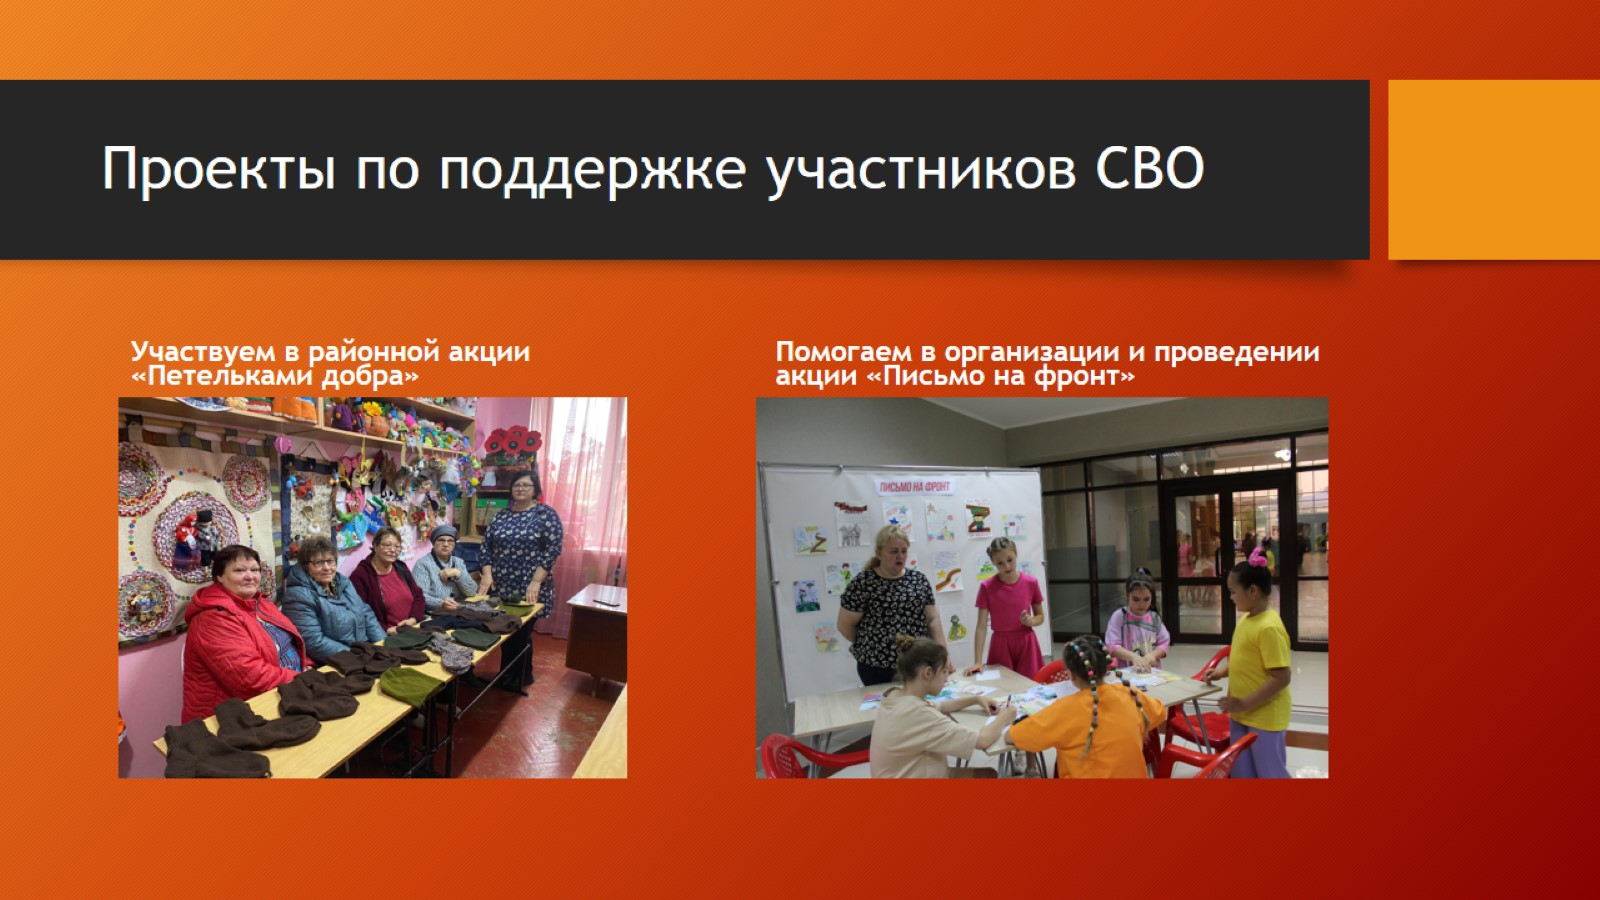 Проекты по поддержке участников СВО
Участвуем в районной акции
«Петельками добра»
Помогаем в организации и проведении
акции «Письмо на фронт»
ПИСЬМО НА ФРОНТ